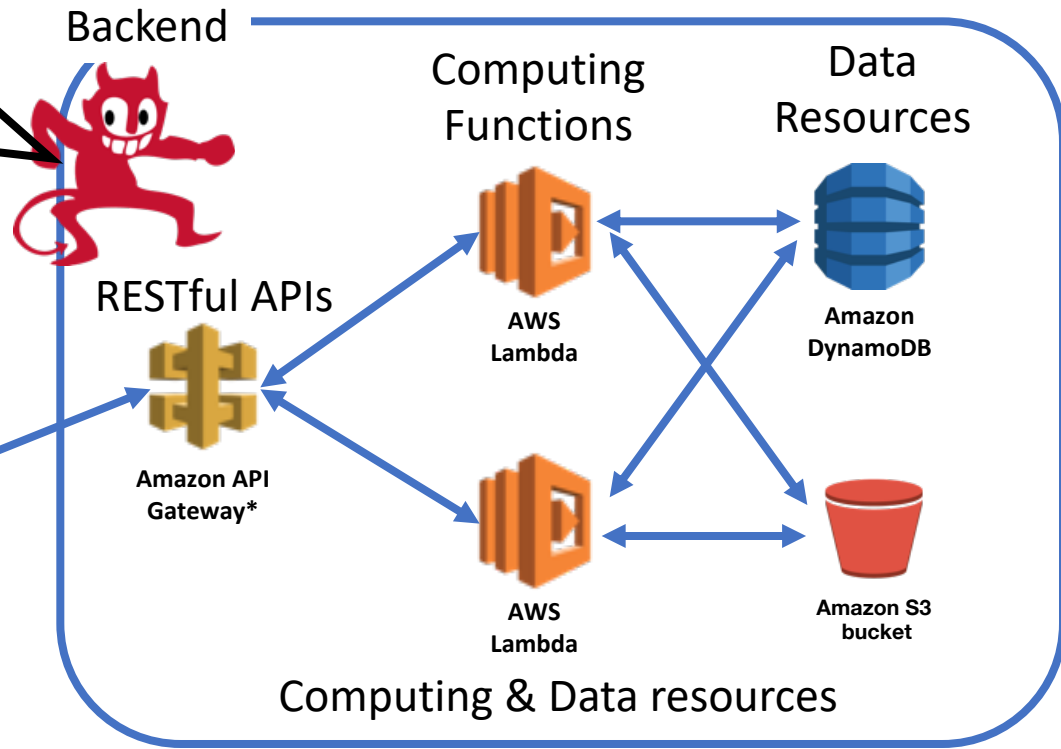 Backend
Computing
Functions
Data
Resources
RESTful APIs
AWS
Lambda
Amazon
DynamoDB
Amazon API
Gateway*
AWS
Lambda
Amazon S3
bucket
Computing & Data resources